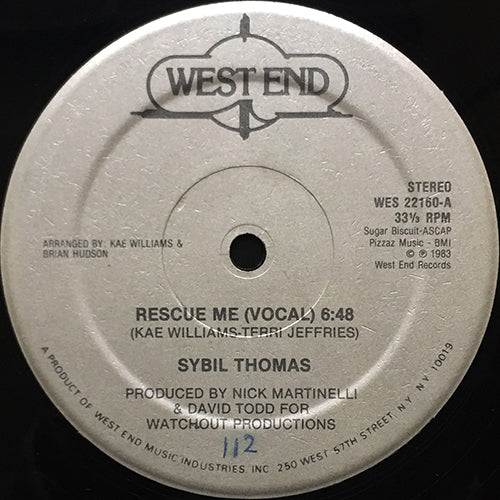 WEST END
STEREO
WES 22160-A
33⅓ RPM
Sugar Biscuit-ASCAP
Pizzaz Music - BMI
© ℗ 1983
West End Records
ARRANGED BY: KAE WILLIAMS &
BRIAN HUDSON
RESCUE ME (VOCAL) 6:48
(KAE WILLIAMS-TERRI JEFFRIES)
SYBIL THOMAS
PRODUCED BY NICK MARTINELLI
& DAVID TODD FOR
WATCHOUT PRODUCTIONS
112
A PRODUCT OF WEST END MUSIC INDUSTRIES, INC 250 WEST 57TH STREET N.Y. NY 10019